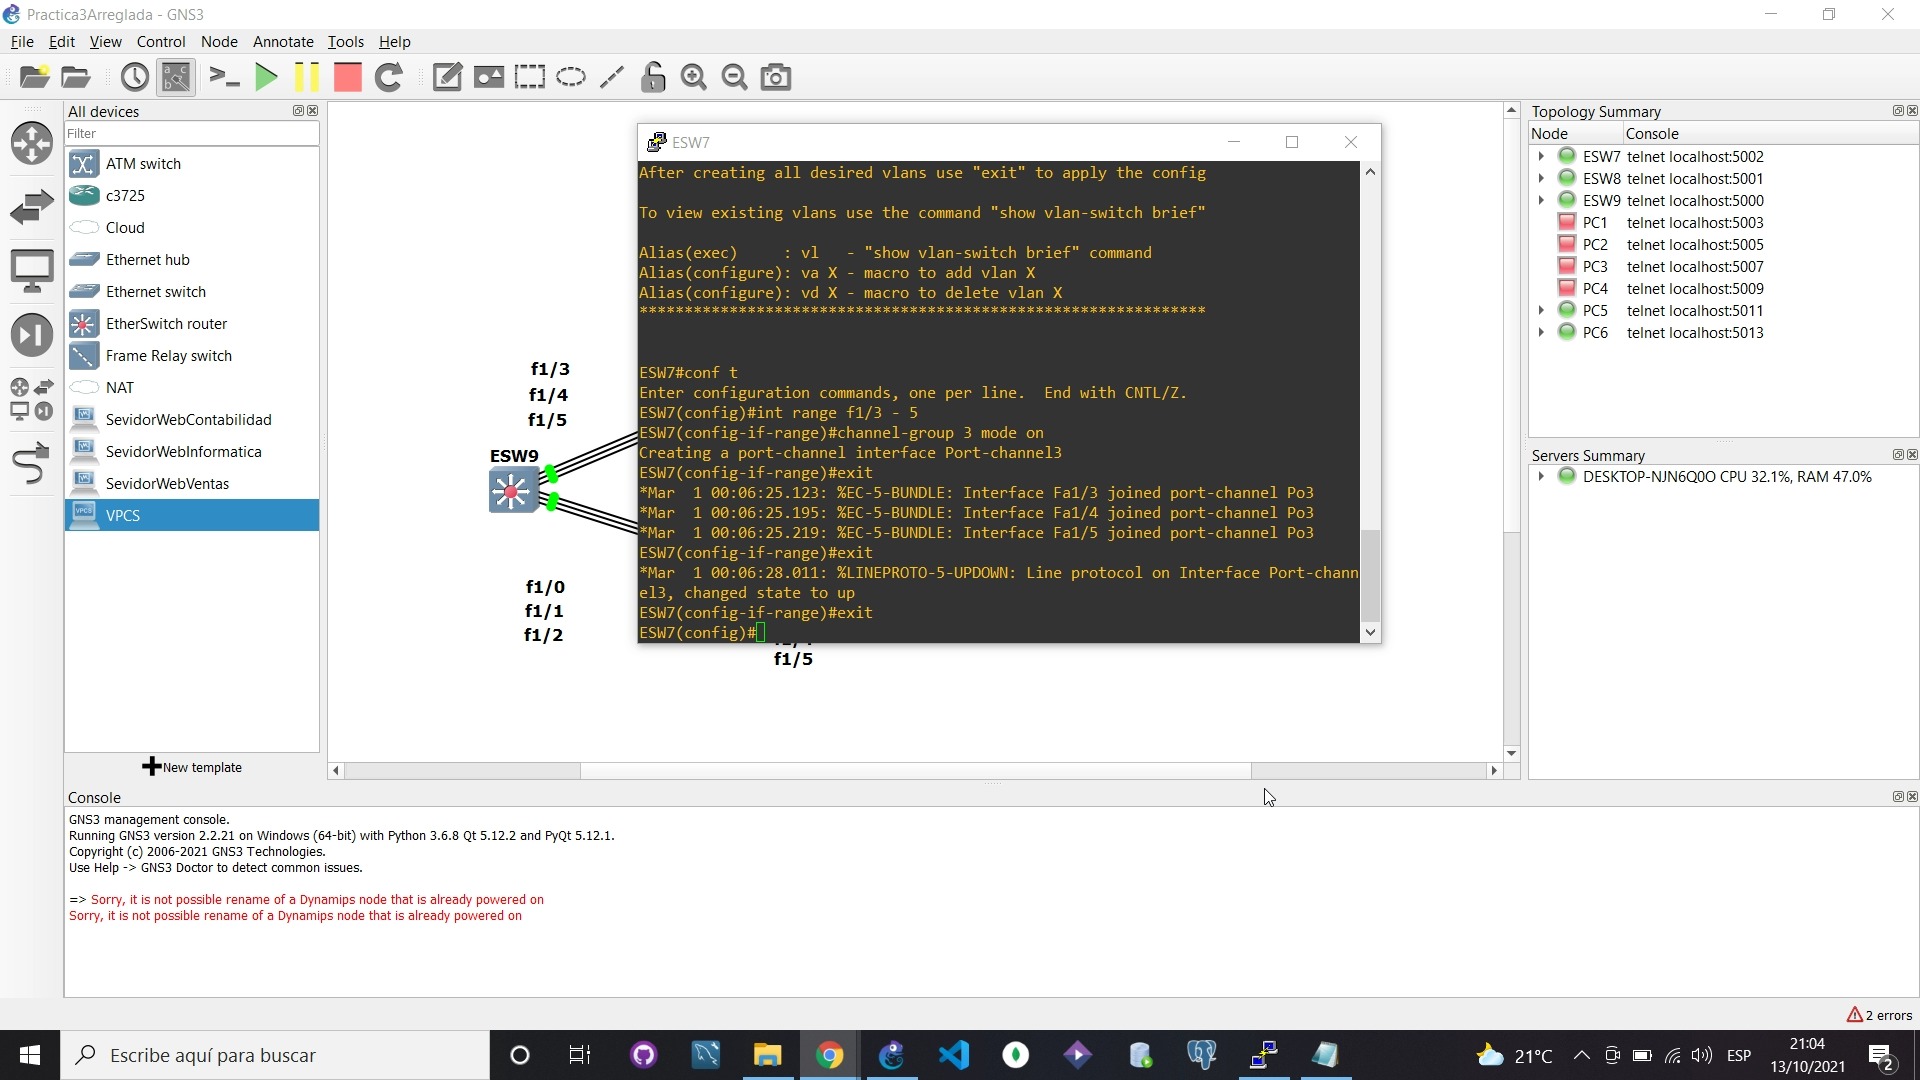 Practica3Arreglada - GNS3
File Edit View Control Node Annotate Tools Help
All devices
Filter
ATM switch
c3725
Cloud
Ethernet hub
Ethernet switch
EtherSwitch router
Frame Relay switch
NAT
SevidorWebContabilidad
SevidorWebInformatica
SevidorWebVentas
VPCS
New template
f1/3
f1/4
f1/5
ESW9
f1/0
f1/1
f1/2
f1/5
ESW7
After creating all desired vlans use "exit" to apply the config
To view existing vlans use the command "show vlan-switch brief"
Alias(exec)     : vl   - "show vlan-switch brief" command
Alias(configure): va X - macro to add vlan X
Alias(configure): vd X - macro to delete vlan X
***************************************************************
ESW7#conf t
Enter configuration commands, one per line.  End with CNTL/Z.
ESW7(config)#int range f1/3 - 5
ESW7(config-if-range)#channel-group 3 mode on
Creating a port-channel interface Port-channel3
ESW7(config-if-range)#exit
*Mar  1 00:06:25.123: %EC-5-BUNDLE: Interface Fa1/3 joined port-channel Po3
*Mar  1 00:06:25.195: %EC-5-BUNDLE: Interface Fa1/4 joined port-channel Po3
*Mar  1 00:06:25.219: %EC-5-BUNDLE: Interface Fa1/5 joined port-channel Po3
ESW7(config-if-range)#exit
*Mar  1 00:06:28.011: %LINEPROTO-5-UPDOWN: Line protocol on Interface Port-chann
el3, changed state to up
ESW7(config-if-range)#exit
ESW7(config)#
Topology Summary
Node Console
ESW7 telnet localhost:5002
ESW8 telnet localhost:5001
ESW9 telnet localhost:5000
PC1 telnet localhost:5003
PC2 telnet localhost:5005
PC3 telnet localhost:5007
PC4 telnet localhost:5009
PC5 telnet localhost:5011
PC6 telnet localhost:5013
Servers Summary
DESKTOP-NJN6Q0O CPU 32.1%, RAM 47.0%
Console
GNS3 management console.
Running GNS3 version 2.2.21 on Windows (64-bit) with Python 3.6.8 Qt 5.12.2 and PyQt 5.12.1.
Copyright (c) 2006-2021 GNS3 Technologies.
Use Help -> GNS3 Doctor to detect common issues.
=> Sorry, it is not possible rename of a Dynamips node that is already powered on
Sorry, it is not possible rename of a Dynamips node that is already powered on
2 errors
Escribe aquí para buscar
21°C
ESP
21:04
13/10/2021
2